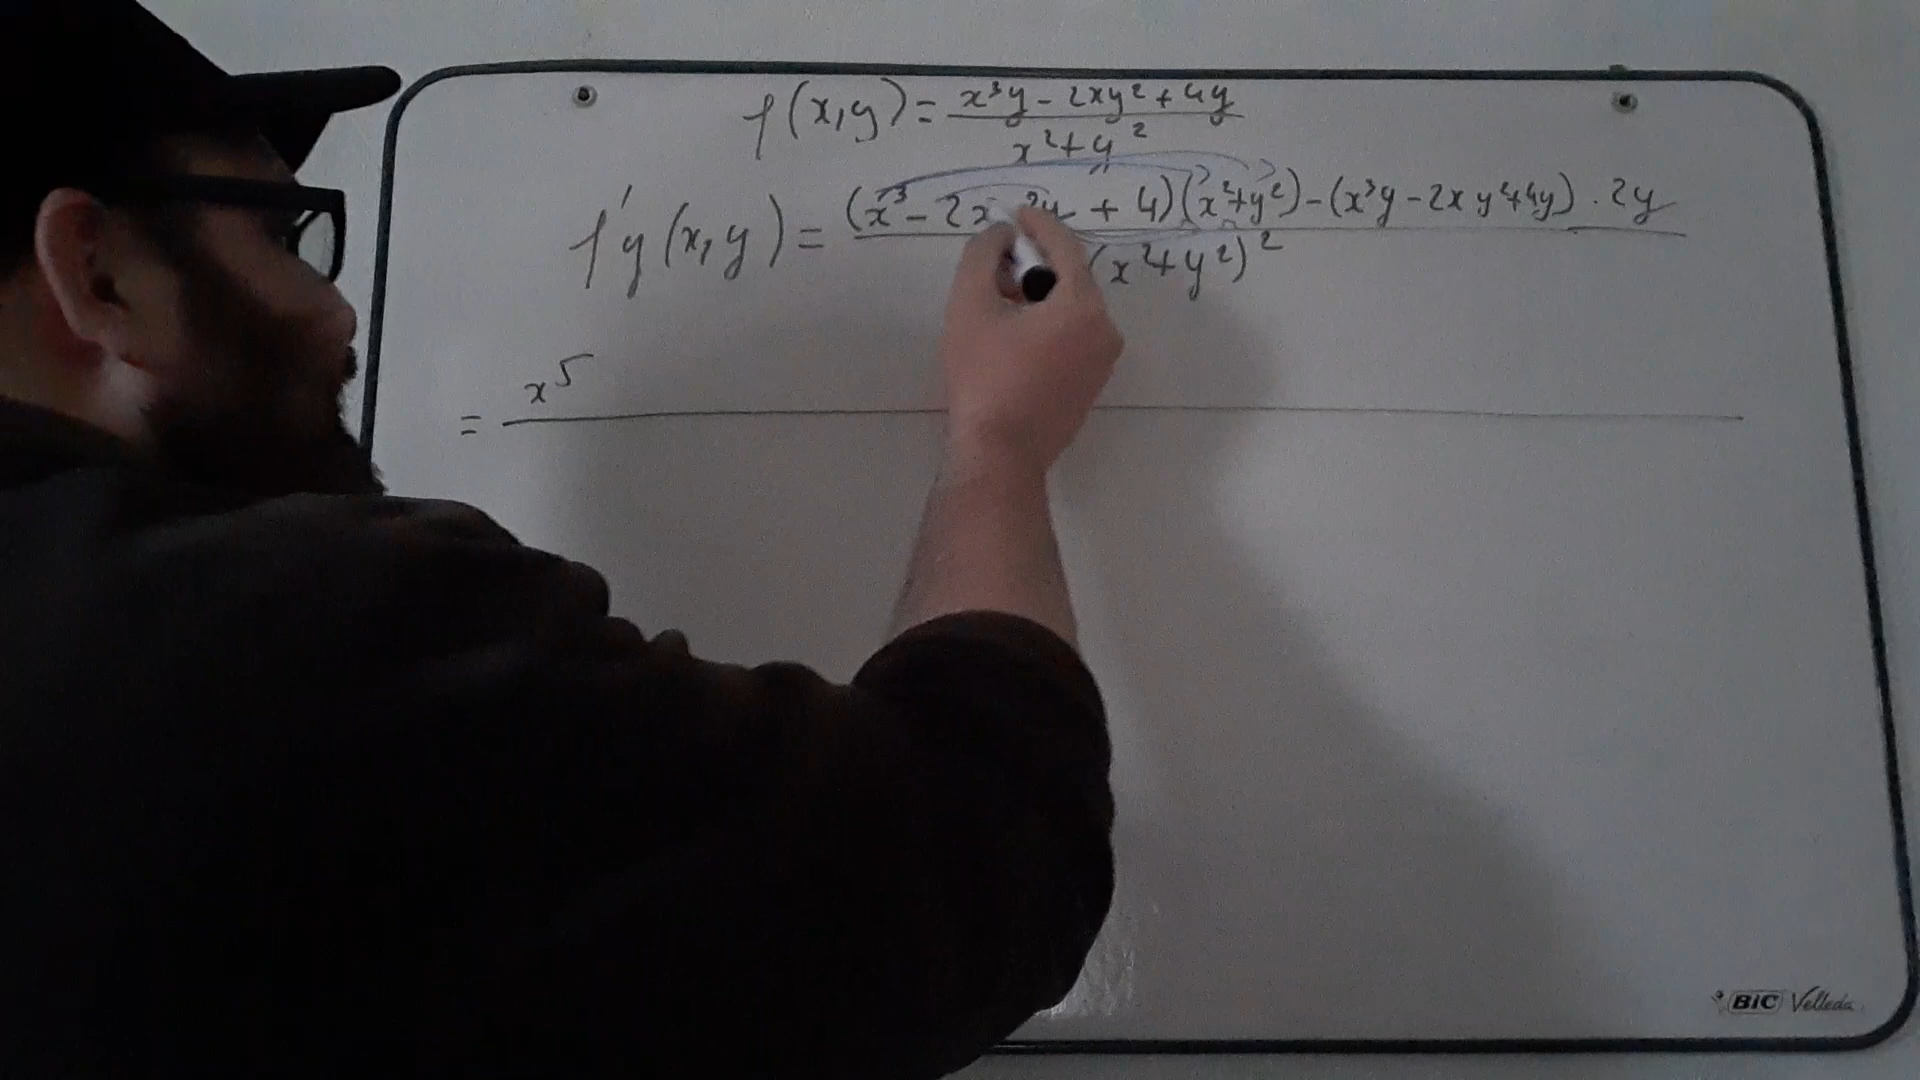 f(x,y) = x³y - 2xy² + 4y / x² + y²
f'y(x,y) = (x³ - 2x 2y + 4)(x²+y²) - (x³y - 2xy²+4y) · 2y / (x²+y²)²
= x⁵
BIC Velleda